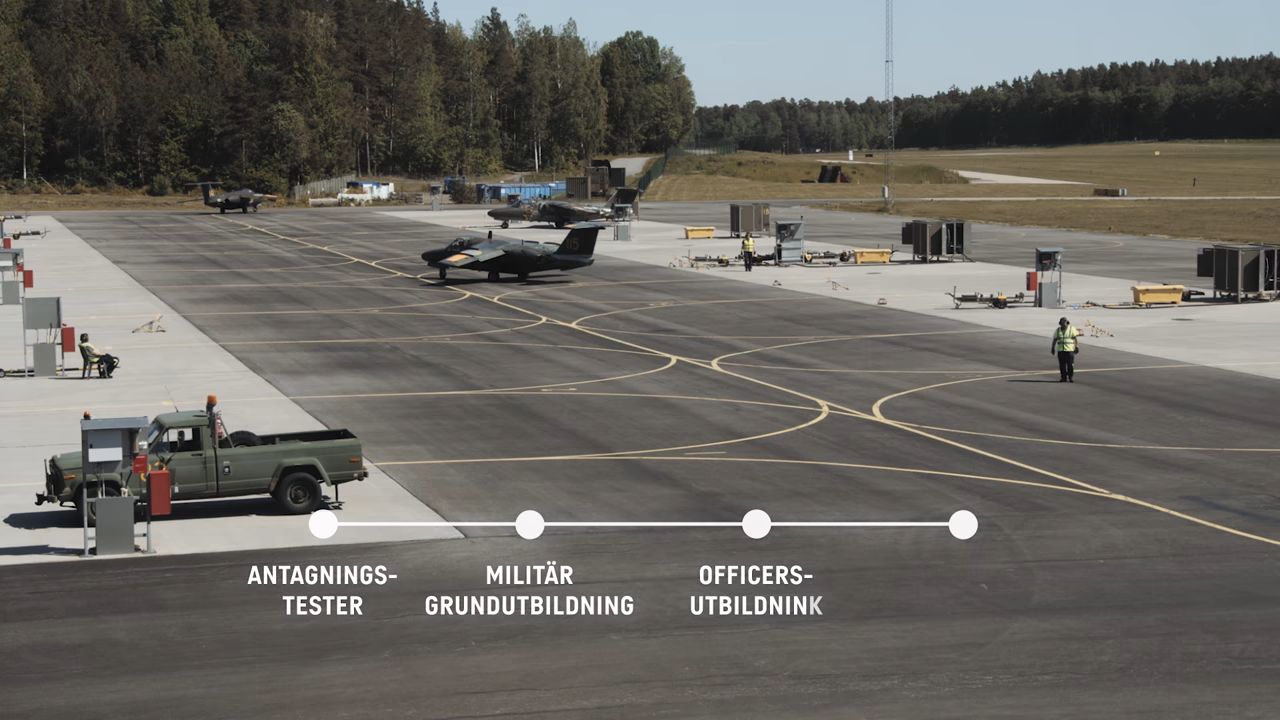 ANTAGNINGS-
TESTER
MILITÄR
GRUNDUTBILDNING
OFFICERS-
UTBILDNINK